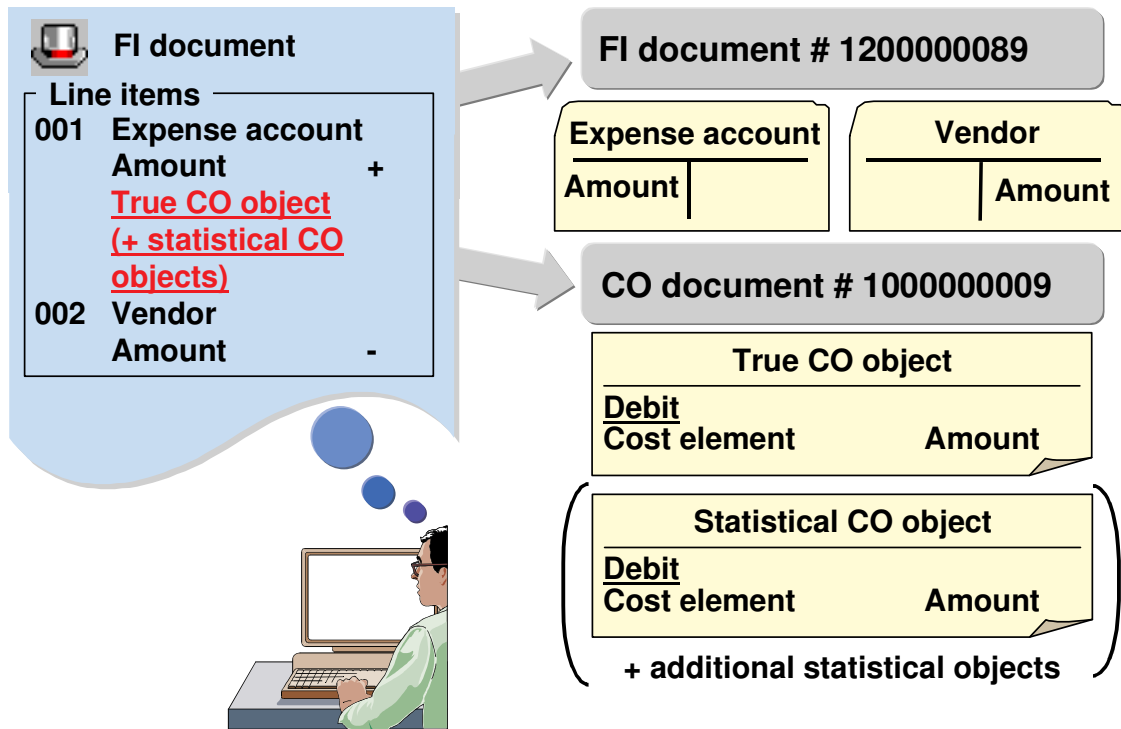 FI document
Line items
001 Expense account
Amount +
True CO object
(+ statistical CO
objects)
002 Vendor
Amount -
FI document # 1200000089
Expense account
Amount
Vendor
Amount
CO document # 1000000009
True CO object
Debit
Cost element Amount
Statistical CO object
Debit
Cost element Amount
+ additional statistical objects